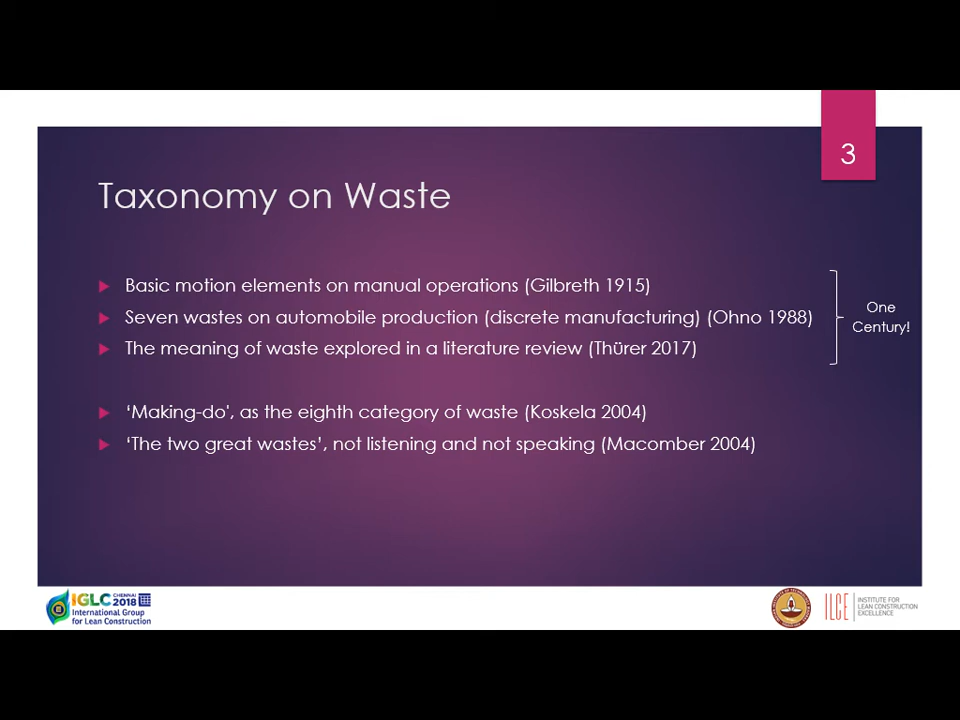 3
Taxonomy on Waste
Basic motion elements on manual operations (Gilbreth 1915)
Seven wastes on automobile production (discrete manufacturing) (Ohno 1988)
The meaning of waste explored in a literature review (Thürer 2017)
One
Century!
‘Making-do', as the eighth category of waste (Koskela 2004)
‘The two great wastes’, not listening and not speaking (Macomber 2004)
IGLC CHENNAI 2018
International Group
for Lean Construction
ILCE
INSTITUTE FOR
LEAN CONSTRUCTION
EXCELLENCE